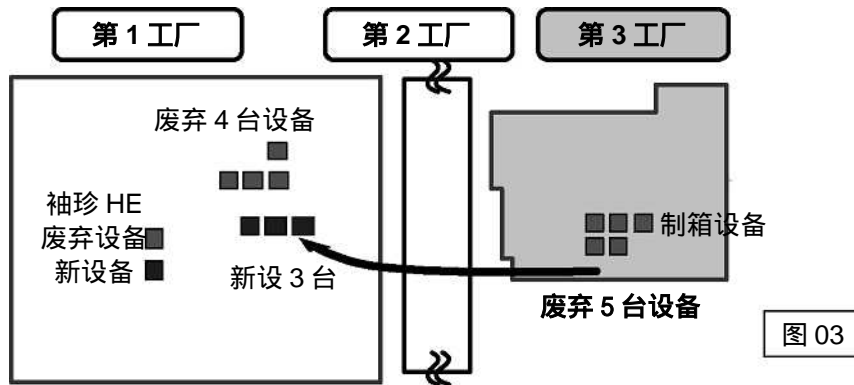 第 1 工厂
第 2 工厂
第 3 工厂
废弃 4 台设备
袖珍 HE
废弃设备
新设备
新设 3 台
制箱设备
废弃 5 台设备
图 03